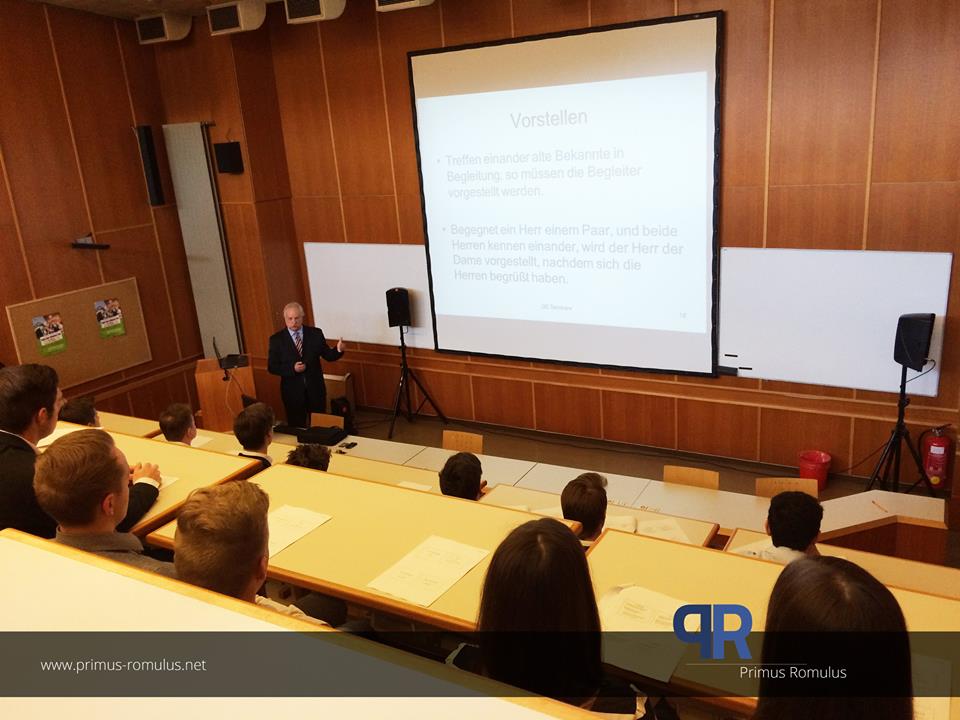 Vorstellen
• Treffen einander alte Bekannte in
Begleitung, so müssen die Begleiter
vorgestellt werden.
• Begegnet ein Herr einem Paar, und beide
Herren kennen einander, wird der Herr der
Dame vorgestellt, nachdem sich die
Herren begrüßt haben.
PR
www.primus-romulus.net
Primus Romulus